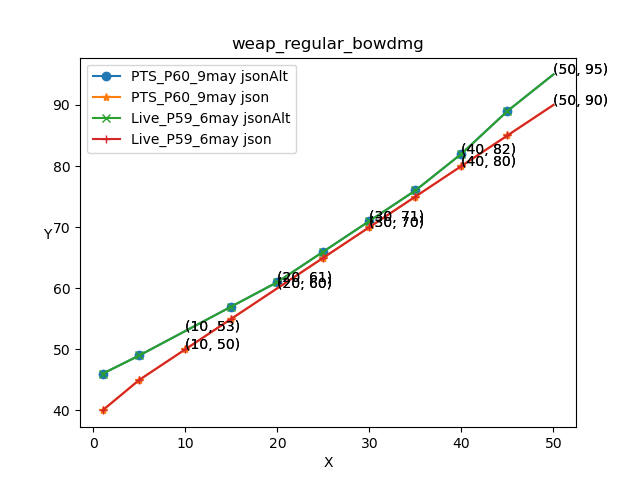 weap_regular_bowdmg
PTS_P60_9may jsonAlt
PTS_P60_9may json
Live_P59_6may jsonAlt
Live_P59_6may json
(50, 95)
(50, 90)
(40, 82)
(40, 80)
(30, 71)
(30, 70)
(20, 61)
(20, 60)
(10, 53)
(10, 50)
90
80
70
60
50
40
Y
0 10 20 30 40 50
X